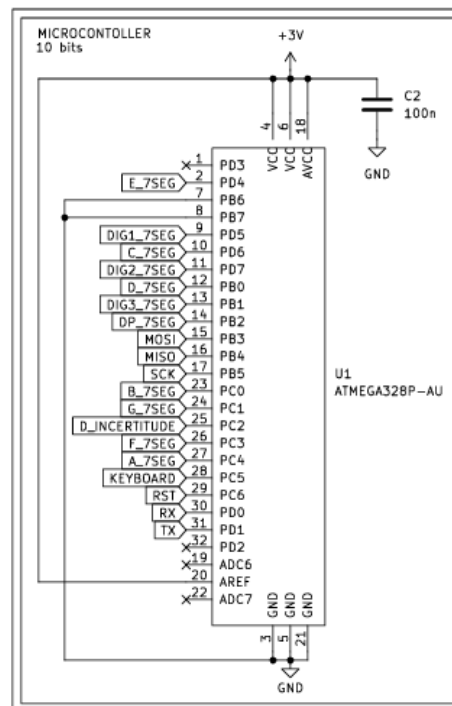 MICROCONTOLLER
10 bits
+3V
C2
100n
GND
4 6 18
VCC VCC AVCC
1 PD3
E_7SEG 2 PD4
7 PB6
8 PB7
DIG1_7SEG 9 PD5
C_7SEG 10 PD6
DIG2_7SEG 11 PD7
D_7SEG 12 PB0
DIG3_7SEG 13 PB1
DP_7SEG 14 PB2
MOSI 15 PB3
MISO 16 PB4
SCK 17 PB5
U1
B_7SEG 23 PC0
ATMEGA328P-AU
G_7SEG 24 PC1
D_INCERTITUDE 25 PC2
F_7SEG 26 PC3
A_7SEG 27 PC4
KEYBOARD 28 PC5
RST 29 PC6
RX 30 PD0
TX 31 PD1
32 PD2
19 ADC6
20 AREF
22 ADC7
GND GND GND
3 5 21
GND